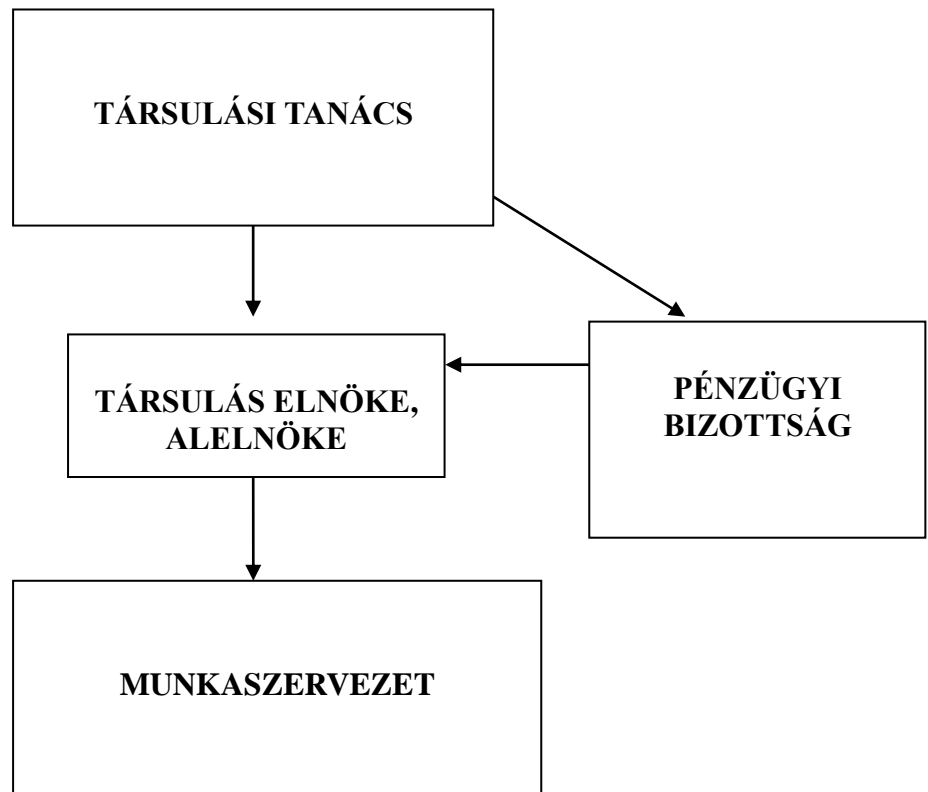 TÁRSULÁSI TANÁCS
TÁRSULÁS ELNÖKE,
ALELNÖKE
PÉNZÜGYI
BIZOTTSÁG
MUNKASZERVEZET